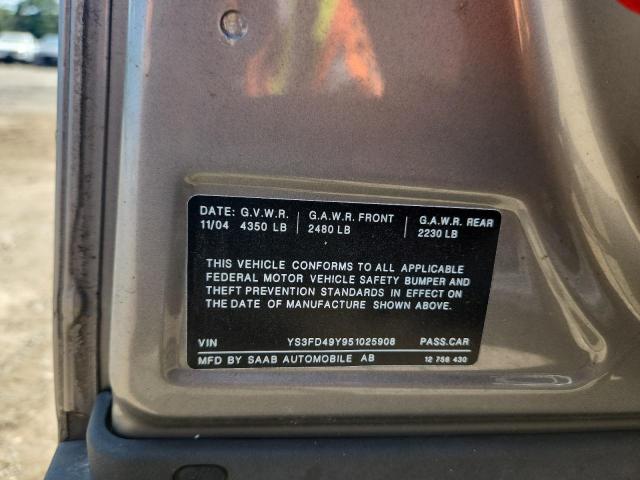 DATE: G.V.W.R. G.A.W.R. FRONT G.A.W.R. REAR
11/04 4350 LB 2480 LB 2230 LB
THIS VEHICLE CONFORMS TO ALL APPLICABLE
FEDERAL MOTOR VEHICLE SAFETY BUMPER AND
THEFT PREVENTION STANDARDS IN EFFECT ON
THE DATE OF MANUFACTURE SHOWN ABOVE.
VIN YS3FD49Y951025908 PASS.CAR
MFD BY SAAB AUTOMOBILE AB 12 758 430